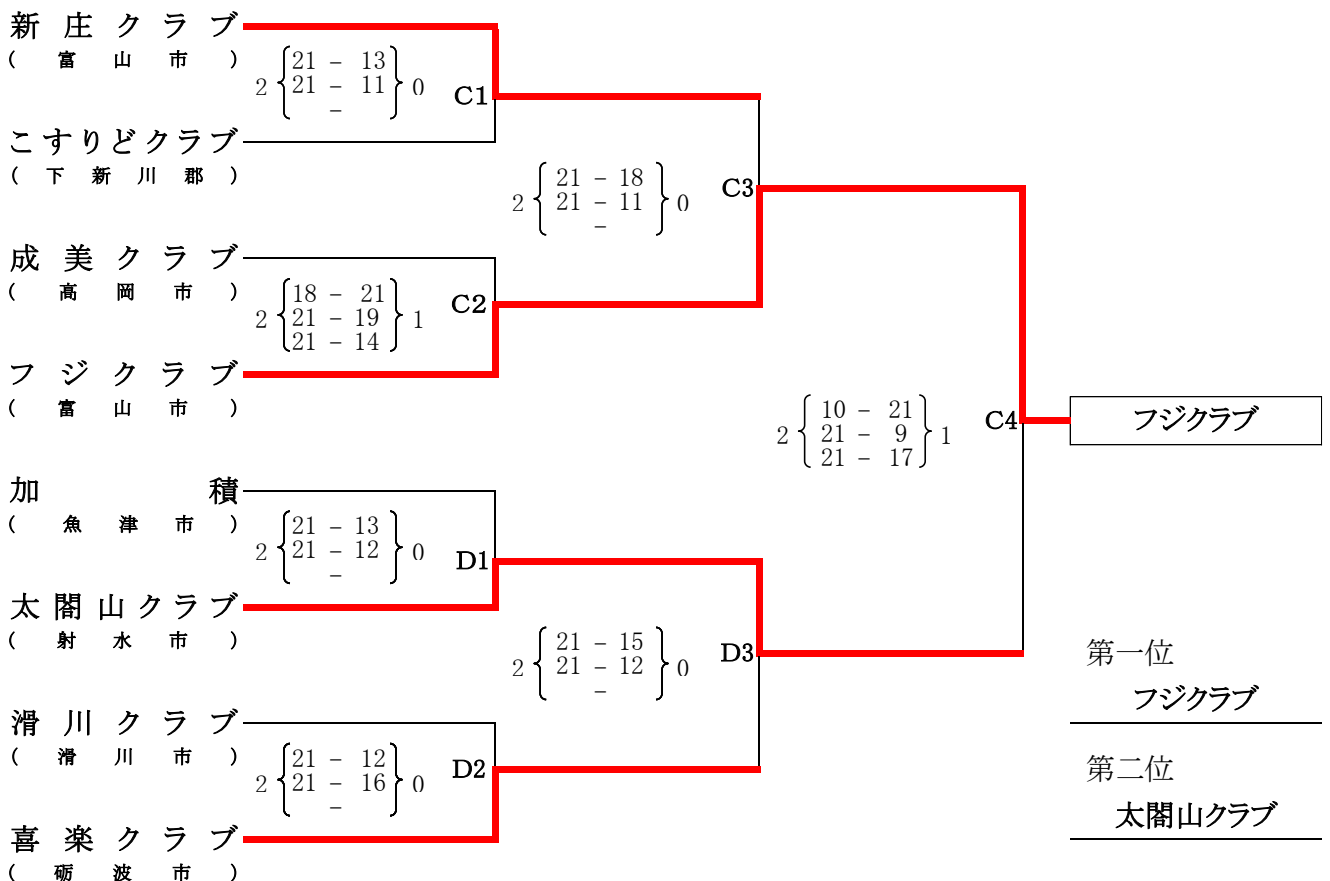 新庄クラブ
(富山市)
2 21 － 13 0
21 － 11
－
C1
こすりどクラブ
(下新川郡)
2 21 － 18 0
21 － 11
－
C3
成美クラブ
(高岡市)
2 18 － 21 1
21 － 19
21 － 14
C2
フジクラブ
(富山市)
2 10 － 21 1
21 － 9
21 － 17
C4
フジクラブ
加積
(魚津市)
2 21 － 13 0
21 － 12
－
D1
太閤山クラブ
(射水市)
2 21 － 15 0
21 － 12
－
D3
滑川クラブ
(滑川市)
2 21 － 12 0
21 － 16
－
D2
喜楽クラブ
(砺波市)
第一位
フジクラブ
第二位
太閤山クラブ